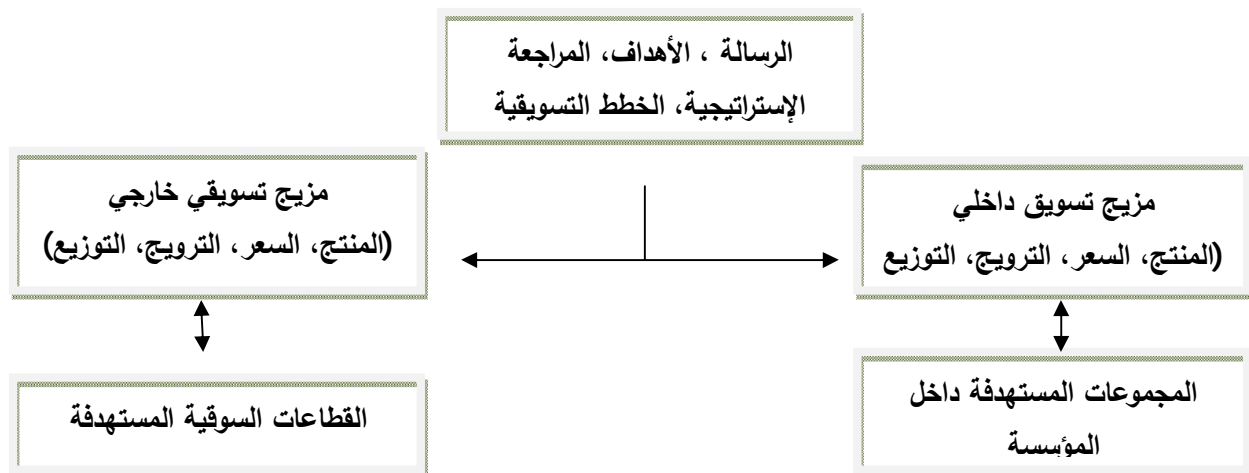 الرسالة ، الأهداف، المراجعة
الإستراتيجية، الخطط التسويقية
مزيج تسويق داخلي
(المنتج، السعر، الترويج، التوزيع
مزيج تسويقي خارجي
(المنتج، السعر، الترويج، التوزيع)
المجموعات المستهدفة داخل
المؤسسة
القطاعات السوقية المستهدفة